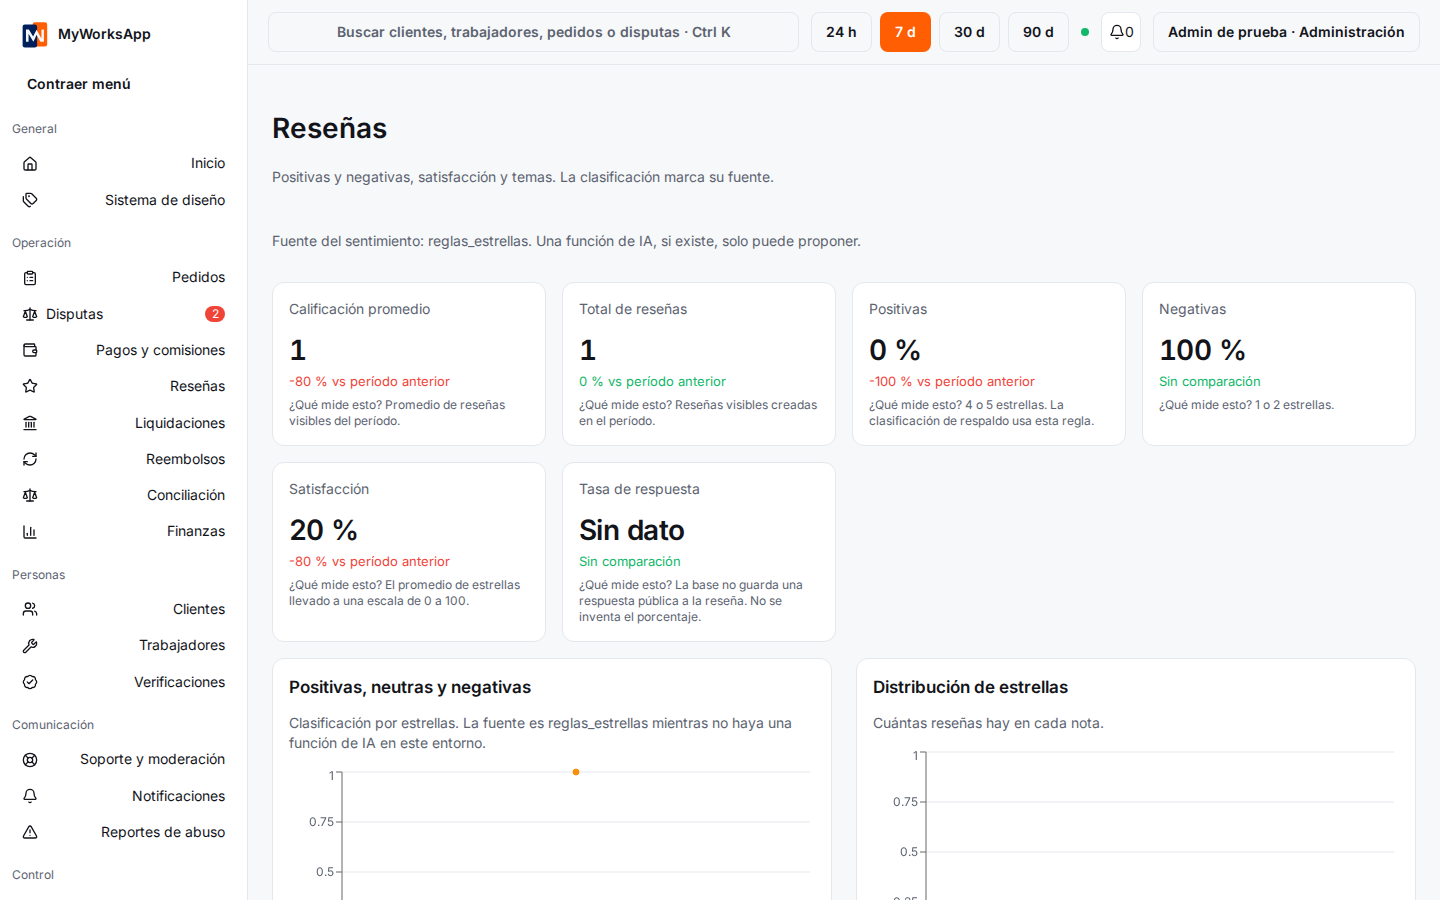 MyWorksApp
Contraer menú
General
Inicio
Sistema de diseño
Operación
Pedidos
Disputas 2
Pagos y comisiones
Reseñas
Liquidaciones
Reembolsos
Conciliación
Finanzas
Personas
Clientes
Trabajadores
Verificaciones
Comunicación
Soporte y moderación
Notificaciones
Reportes de abuso
Control
Buscar clientes, trabajadores, pedidos o disputas · Ctrl K
24 h
7 d
30 d
90 d
0
Admin de prueba · Administración
Reseñas
Positivas y negativas, satisfacción y temas. La clasificación marca su fuente.
Fuente del sentimiento: reglas_estrellas. Una función de IA, si existe, solo puede proponer.
Calificación promedio
1
-80 % vs período anterior
¿Qué mide esto? Promedio de reseñas
visibles del período.
Total de reseñas
1
0 % vs período anterior
¿Qué mide esto? Reseñas visibles creadas
en el período.
Positivas
0 %
-100 % vs período anterior
¿Qué mide esto? 4 o 5 estrellas. La
clasificación de respaldo usa esta regla.
Negativas
100 %
Sin comparación
¿Qué mide esto? 1 o 2 estrellas.
Satisfacción
20 %
-80 % vs período anterior
¿Qué mide esto? El promedio de estrellas
llevado a una escala de 0 a 100.
Tasa de respuesta
Sin dato
Sin comparación
¿Qué mide esto? La base no guarda una
respuesta pública a la reseña. No se
inventa el porcentaje.
Positivas, neutras y negativas
Clasificación por estrellas. La fuente es reglas_estrellas mientras no haya una
función de IA en este entorno.
1
0.75
0.5
Distribución de estrellas
Cuántas reseñas hay en cada nota.
1
0.75
0.5